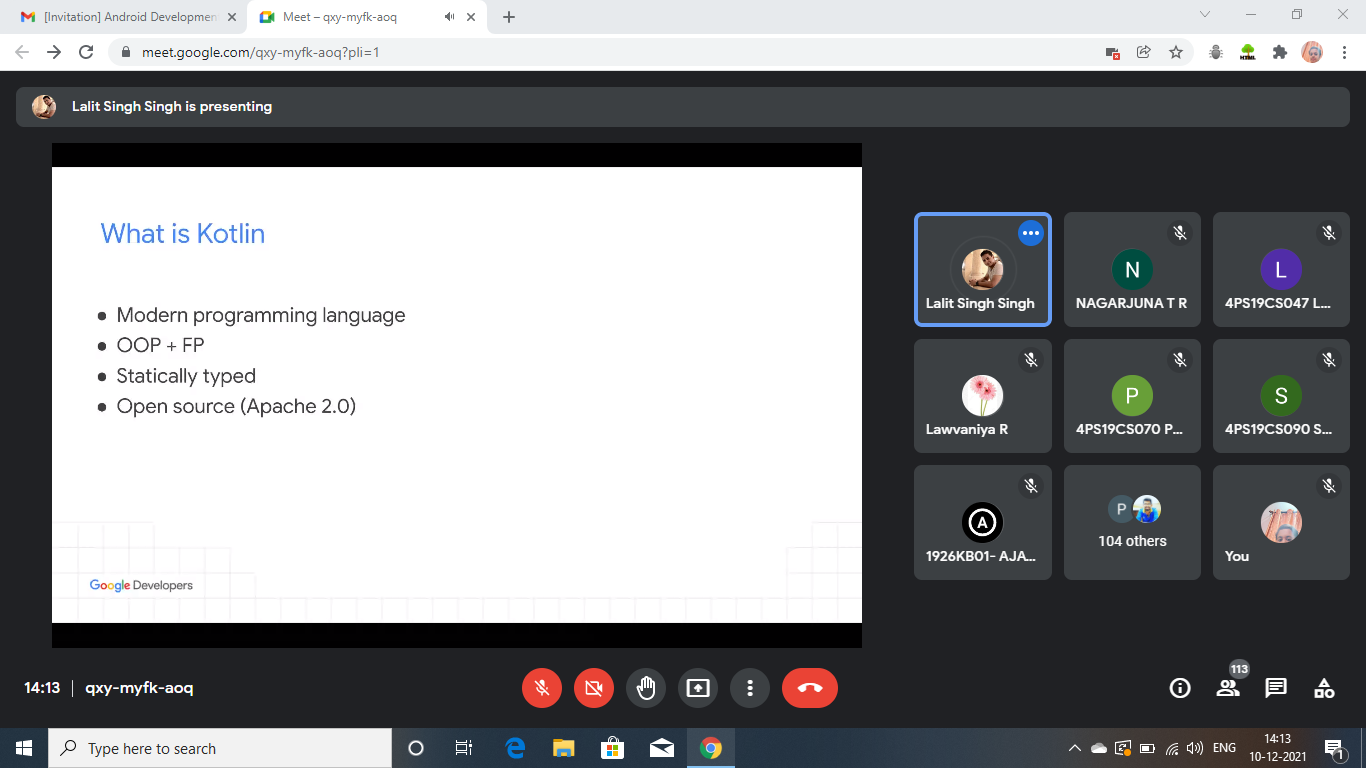 [Invitation] Android Developmen
Meet – qxy-myfk-aoq
meet.google.com/qxy-myfk-aoq?pli=1
HTML
Lalit Singh Singh is presenting
What is Kotlin
● Modern programming language
● OOP + FP
● Statically typed
● Open source (Apache 2.0)
Google Developers
Lalit Singh Singh
N
NAGARJUNA T R
L
4PS19CS047 L...
Lawvaniya R
P
4PS19CS070 P...
S
4PS19CS090 S...
A
1926KB01- AJA...
P
104 others
You
14:13 | qxy-myfk-aoq
113
Type here to search
ENG
14:13
10-12-2021
1